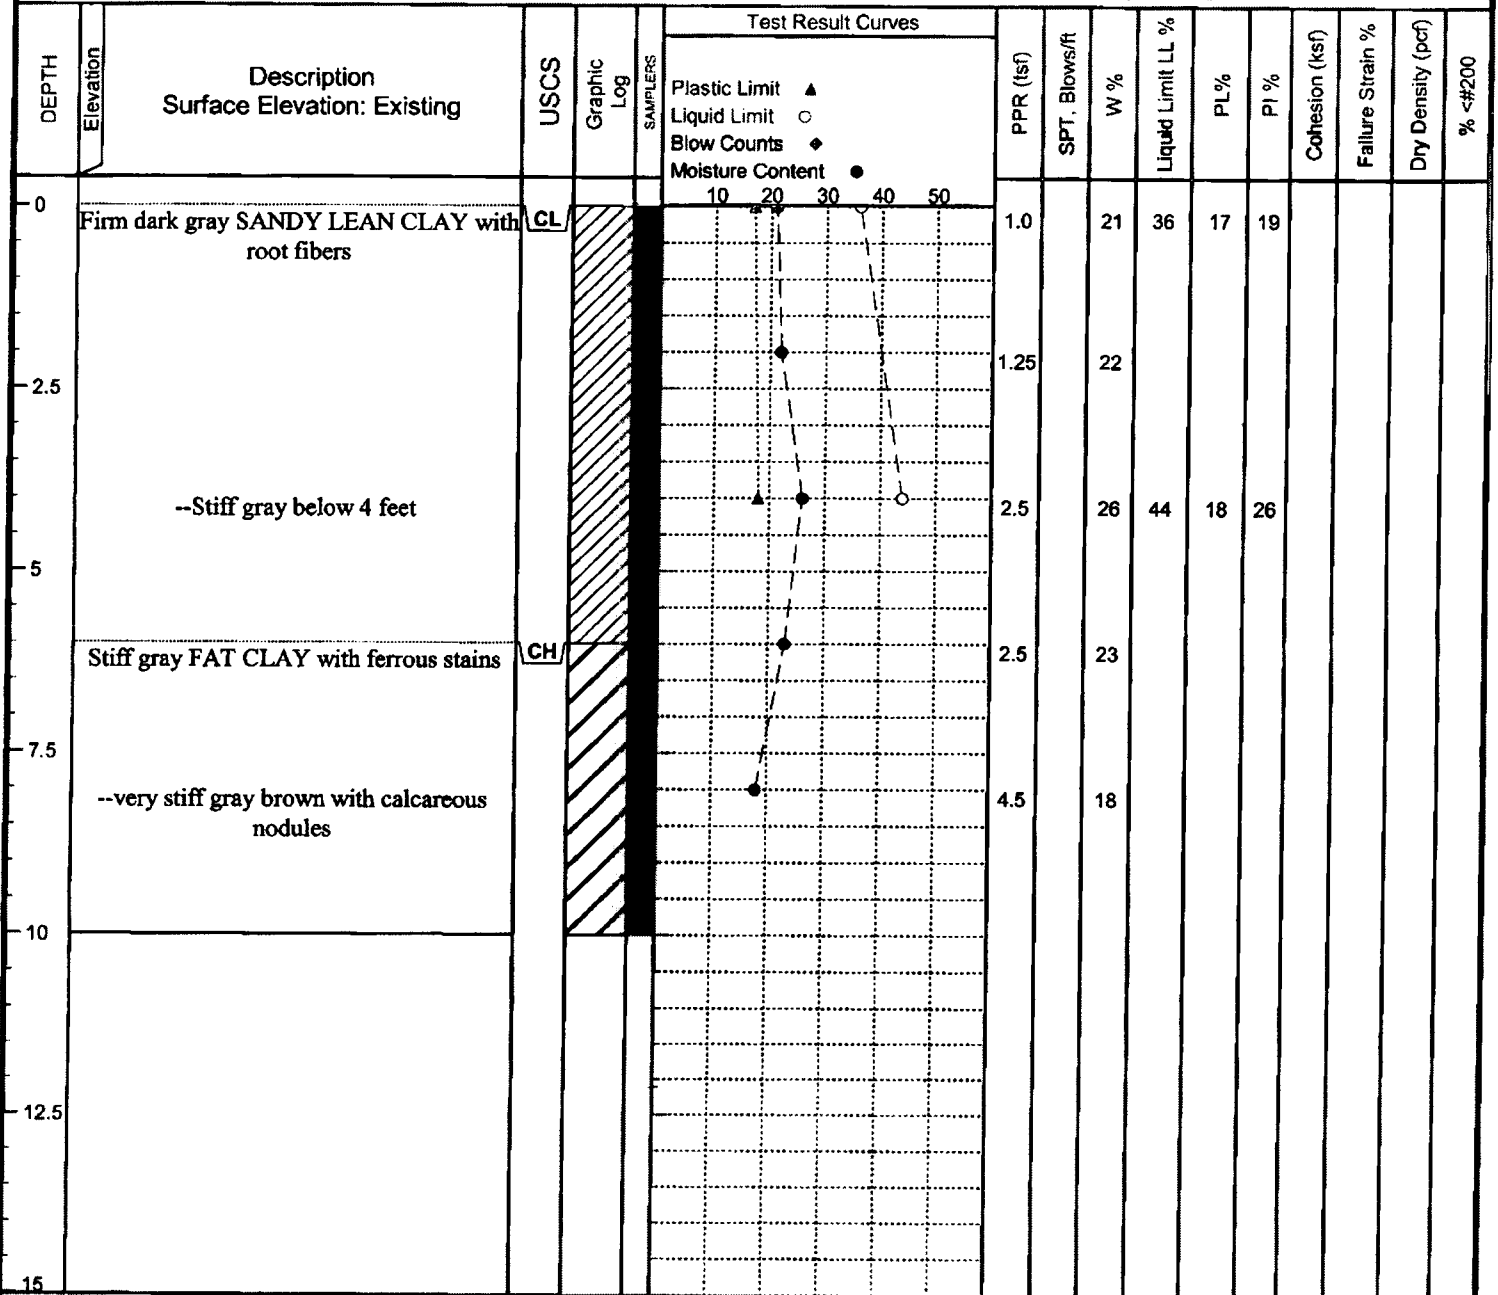 Test Result Curves
DEPTH
Elevation
Description
Surface Elevation: Existing
USCS
Graphic
Log
SAMPLERS
Plastic Limit
Liquid Limit
Blow Counts
Moisture Content
10 20 30 40 50
PPR (tsf)
SPT, Blows/ft
W %
Liquid Limit LL %
PL%
PI %
Cohesion (ksf)
Failure Strain %
Dry Density (pcf)
% <#200
0
Firm dark gray SANDY LEAN CLAY with CL 1.0 21 36 17 19
root fibers
1.25 22
2.5
--Stiff gray below 4 feet 2.5 26 44 18 26
5
Stiff gray FAT CLAY with ferrous stains CH 2.5 23
7.5
--very stiff gray brown with calcareous 4.5 18
nodules
10
12.5
15